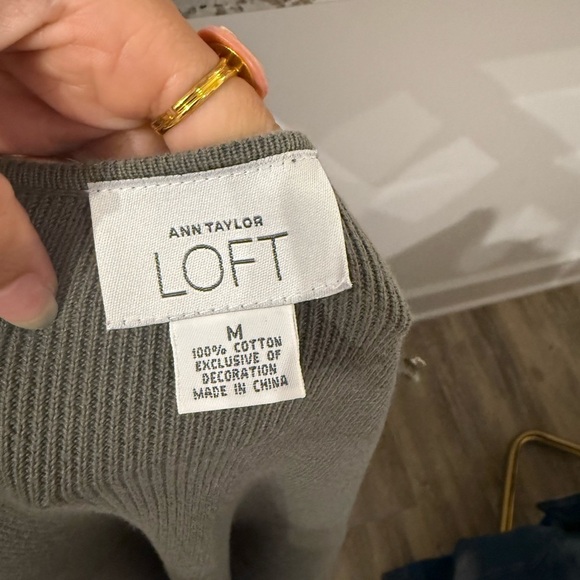 ANN TAYLOR
LOFT
M
100% COTTON
EXCLUSIVE OF
DECORATION
MADE IN CHINA